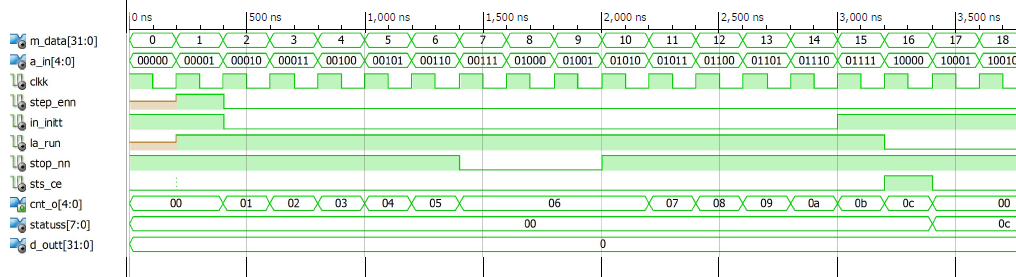 0 ns 500 ns 1,000 ns 1,500 ns 2,000 ns 2,500 ns 3,000 ns 3,500 ns
m_data[31:0] 0 1 2 3 4 5 6 7 8 9 10 11 12 13 14 15 16 17 18
a_in[4:0] 00000 00001 00010 00011 00100 00101 00110 00111 01000 01001 01010 01011 01100 01101 01110 01111 10000 10001 10010
clkk
step_enn
in_initt
la_run
stop_nn
sts_ce
cnt_o[4:0] 00 01 02 03 04 05 06 07 08 09 0a 0b 0c 00
statuss[7:0] 00 0c
d_outt[31:0] 0